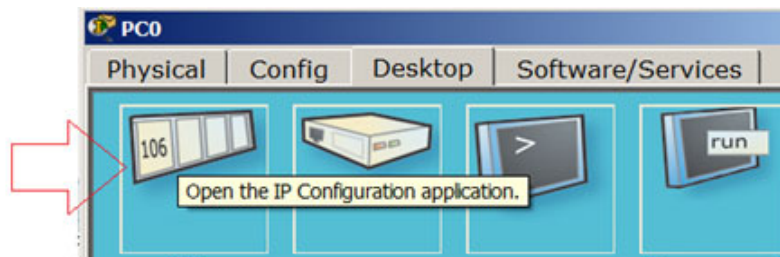 PC0
Physical Config Desktop Software/Services
106 > run
Open the IP Configuration application.